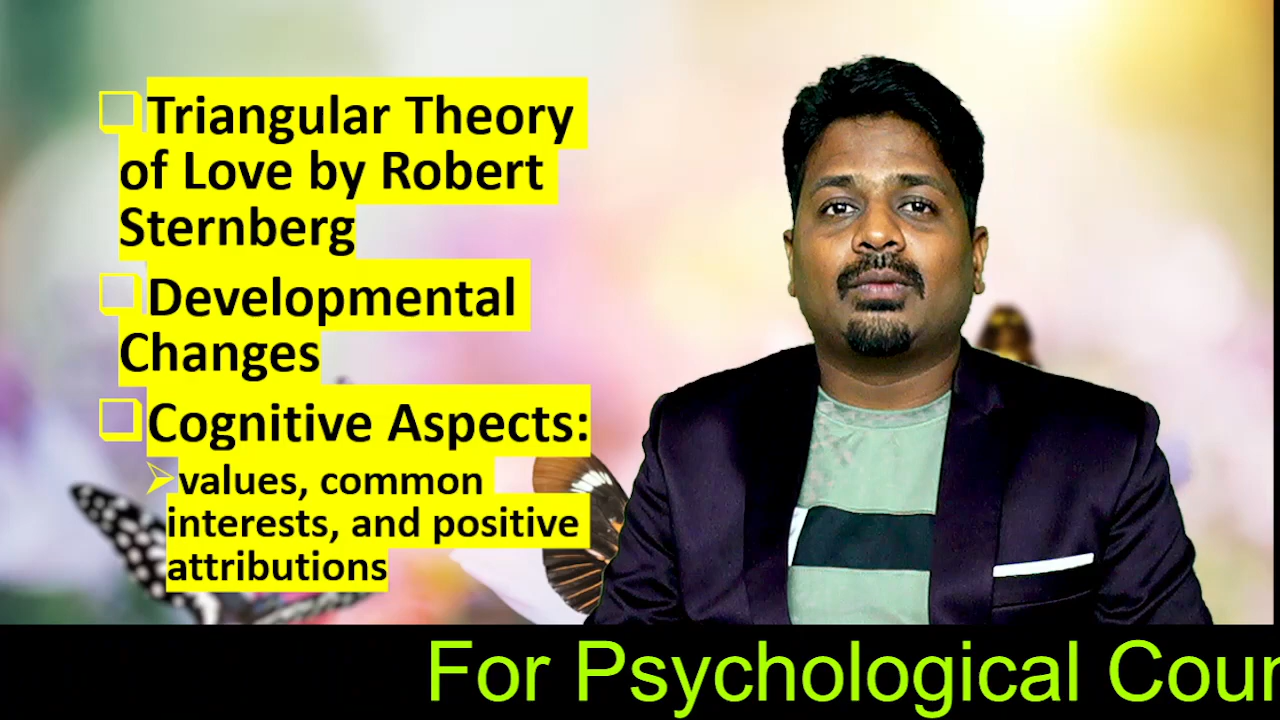 Triangular Theory
of Love by Robert
Sternberg
Developmental
Changes
Cognitive Aspects:
values, common
interests, and positive
attributions
For Psychological Coun